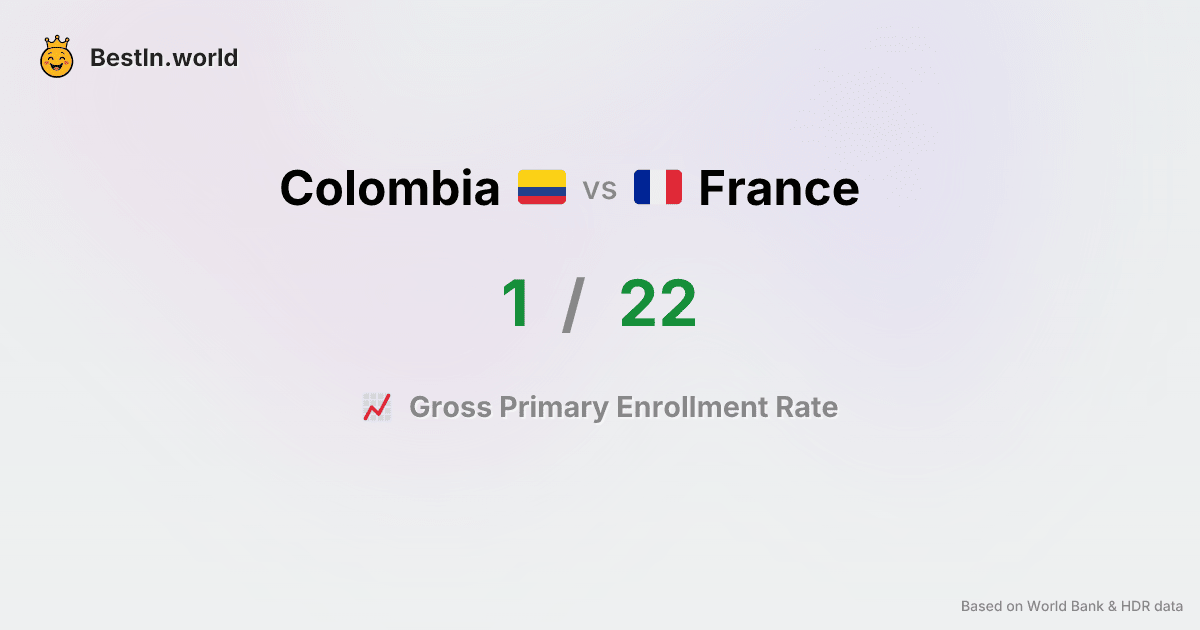 BestIn.world
Colombia vs France
1 / 22
Gross Primary Enrollment Rate
Based on World Bank & HDR data